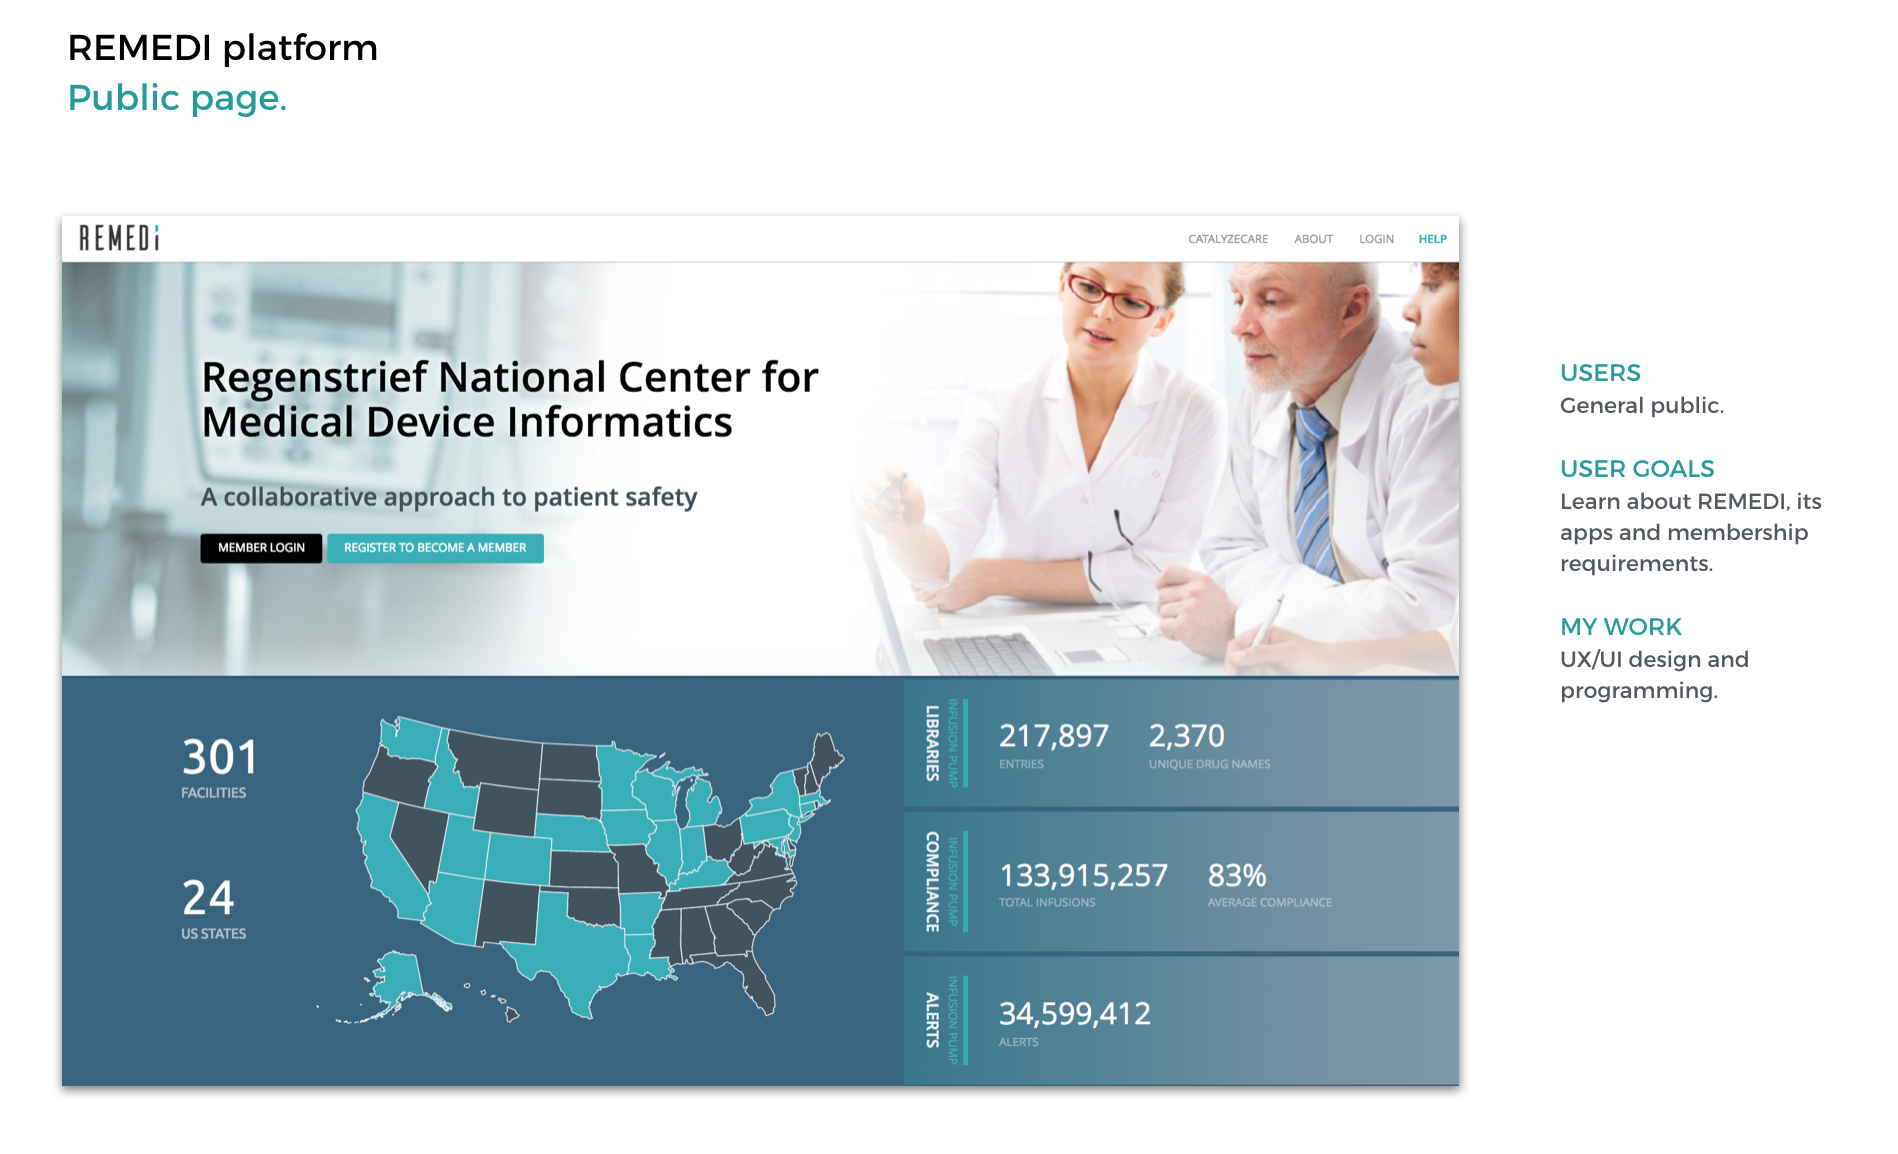 REMEDI platform
Public page.
REMEDi
CATALYZECARE ABOUT LOGIN HELP
Regenstrief National Center for
Medical Device Informatics
A collaborative approach to patient safety
MEMBER LOGIN REGISTER TO BECOME A MEMBER
301
FACILITIES
24
US STATES
LIBRARIES
INFUSION PUMP
217,897 2,370
ENTRIES UNIQUE DRUG NAMES
COMPLIANCE
INFUSION PUMP
133,915,257 83%
TOTAL INFUSIONS AVERAGE COMPLIANCE
ALERTS
INFUSION PUMP
34,599,412
ALERTS
USERS
General public.
USER GOALS
Learn about REMEDI, its
apps and membership
requirements.
MY WORK
UX/UI design and
programming.